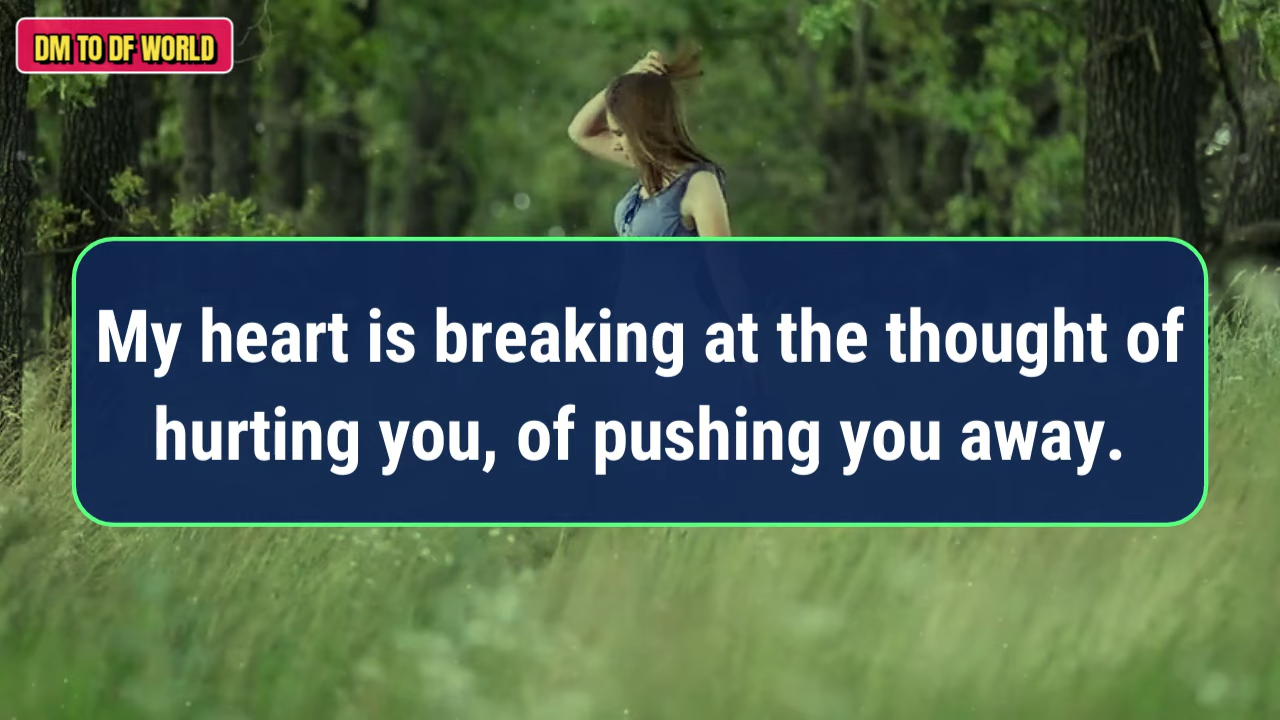 DM TO DF WORLD
My heart is breaking at the thought of
hurting you, of pushing you away.